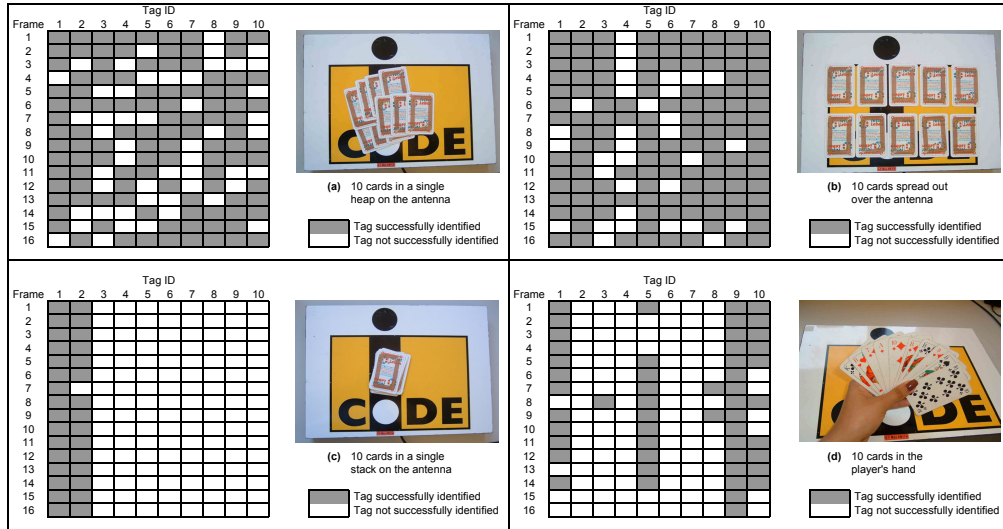 Tag ID
Frame 1 2 3 4 5 6 7 8 9 10
1
2
3
4
5
6
7
8
9
10
11
12
13
14
15
16
CODE
(a) 10 cards in a single
heap on the antenna
Tag successfully identified
Tag not successfully identified
Tag ID
Frame 1 2 3 4 5 6 7 8 9 10
1
2
3
4
5
6
7
8
9
10
11
12
13
14
15
16
(b) 10 cards spread out
over the antenna
Tag successfully identified
Tag not successfully identified
Tag ID
Frame 1 2 3 4 5 6 7 8 9 10
1
2
3
4
5
6
7
8
9
10
11
12
13
14
15
16
CODE
(c) 10 cards in a single
stack on the antenna
Tag successfully identified
Tag not successfully identified
Tag ID
Frame 1 2 3 4 5 6 7 8 9 10
1
2
3
4
5
6
7
8
9
10
11
12
13
14
15
16
CODE
(d) 10 cards in the
player's hand
Tag successfully identified
Tag not successfully identified